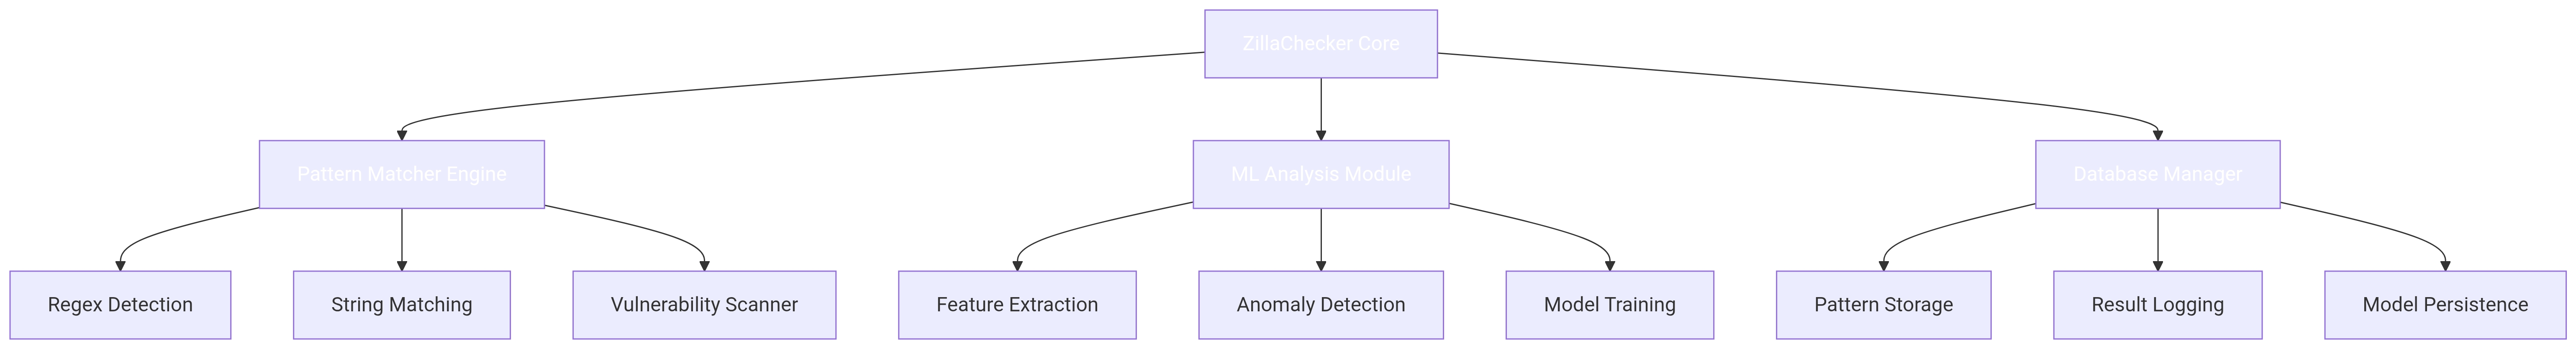 ZillaChecker Core
Pattern Matcher Engine
ML Analysis Module
Database Manager
Regex Detection
String Matching
Vulnerability Scanner
Feature Extraction
Anomaly Detection
Model Training
Pattern Storage
Result Logging
Model Persistence